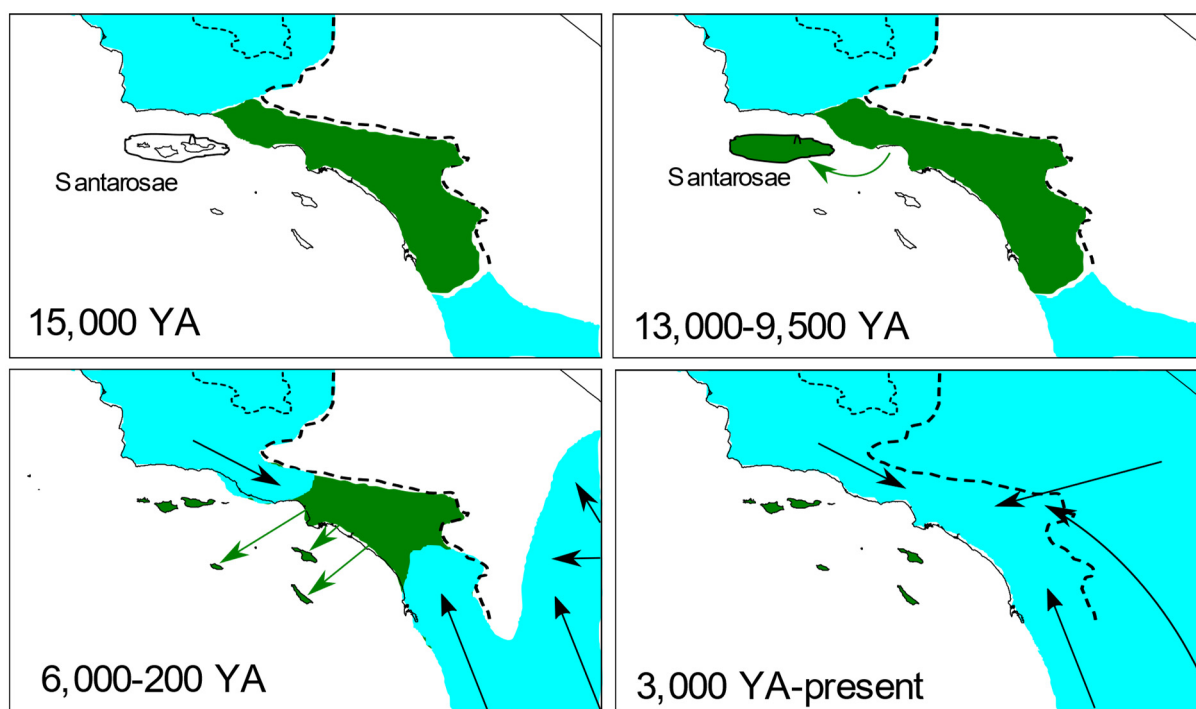 Santarosae
15,000 YA
Santarosae
13,000-9,500 YA
6,000-200 YA
3,000 YA-present